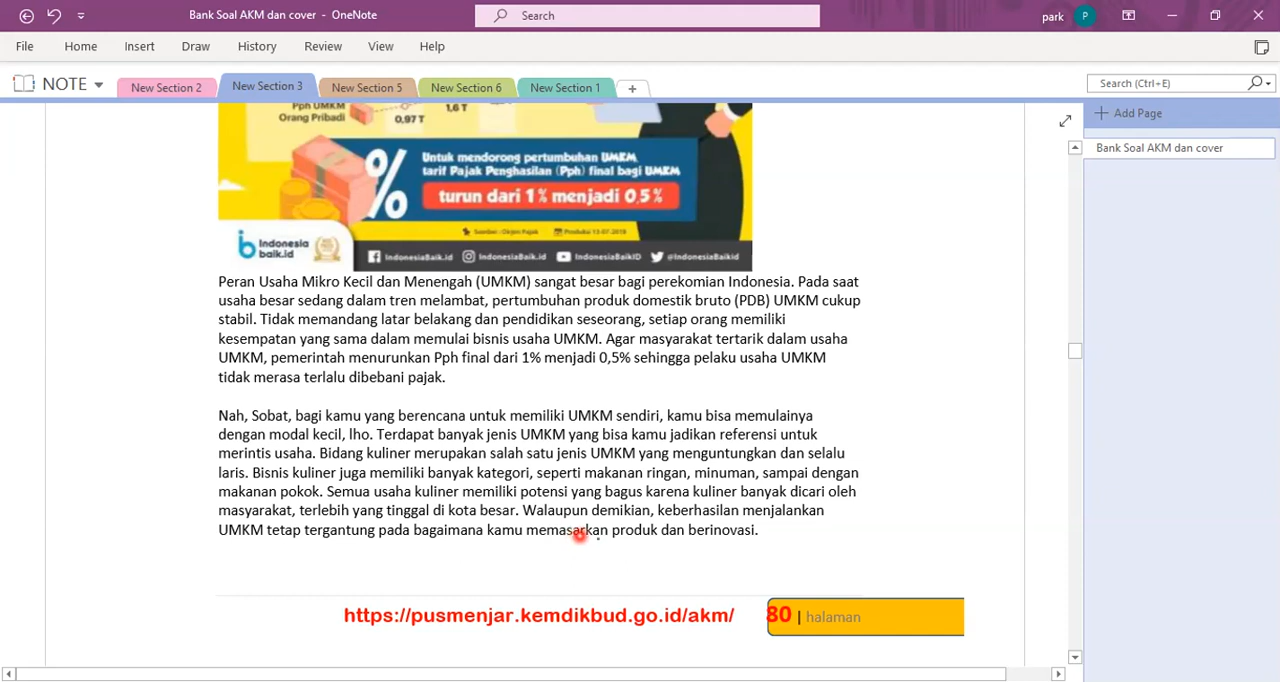 Bank Soal AKM dan cover - OneNote
Search
park
P
File Home Insert Draw History Review View Help
NOTE
New Section 2
New Section 3
New Section 5
New Section 6
New Section 1
Search (Ctrl+E)
Add Page
Bank Soal AKM dan cover
Pph UMKM
Orang Pribadi
1,6 T
0,97 T
%
Untuk mendorong pertumbuhan UMKM
tarif Pajak Penghasilan (Pph) final bagi UMKM
turun dari 1% menjadi 0,5%
Sumber : Dirjen Pajak
Produksi 13.07.2019
Indonesia
baik.id
IndonesiaBaik.id
IndonesiaBaik.id
IndonesiaBaikID
@IndonesiaBaikid
Peran Usaha Mikro Kecil dan Menengah (UMKM) sangat besar bagi perekomian Indonesia. Pada saat
usaha besar sedang dalam tren melambat, pertumbuhan produk domestik bruto (PDB) UMKM cukup
stabil. Tidak memandang latar belakang dan pendidikan seseorang, setiap orang memiliki
kesempatan yang sama dalam memulai bisnis usaha UMKM. Agar masyarakat tertarik dalam usaha
UMKM, pemerintah menurunkan Pph final dari 1% menjadi 0,5% sehingga pelaku usaha UMKM
tidak merasa terlalu dibebani pajak.
Nah, Sobat, bagi kamu yang berencana untuk memiliki UMKM sendiri, kamu bisa memulainya
dengan modal kecil, lho. Terdapat banyak jenis UMKM yang bisa kamu jadikan referensi untuk
merintis usaha. Bidang kuliner merupakan salah satu jenis UMKM yang menguntungkan dan selalu
laris. Bisnis kuliner juga memiliki banyak kategori, seperti makanan ringan, minuman, sampai dengan
makanan pokok. Semua usaha kuliner memiliki potensi yang bagus karena kuliner banyak dicari oleh
masyarakat, terlebih yang tinggal di kota besar. Walaupun demikian, keberhasilan menjalankan
UMKM tetap tergantung pada bagaimana kamu memasarkan produk dan berinovasi.
https://pusmenjar.kemdikbud.go.id/akm/
80 | halaman